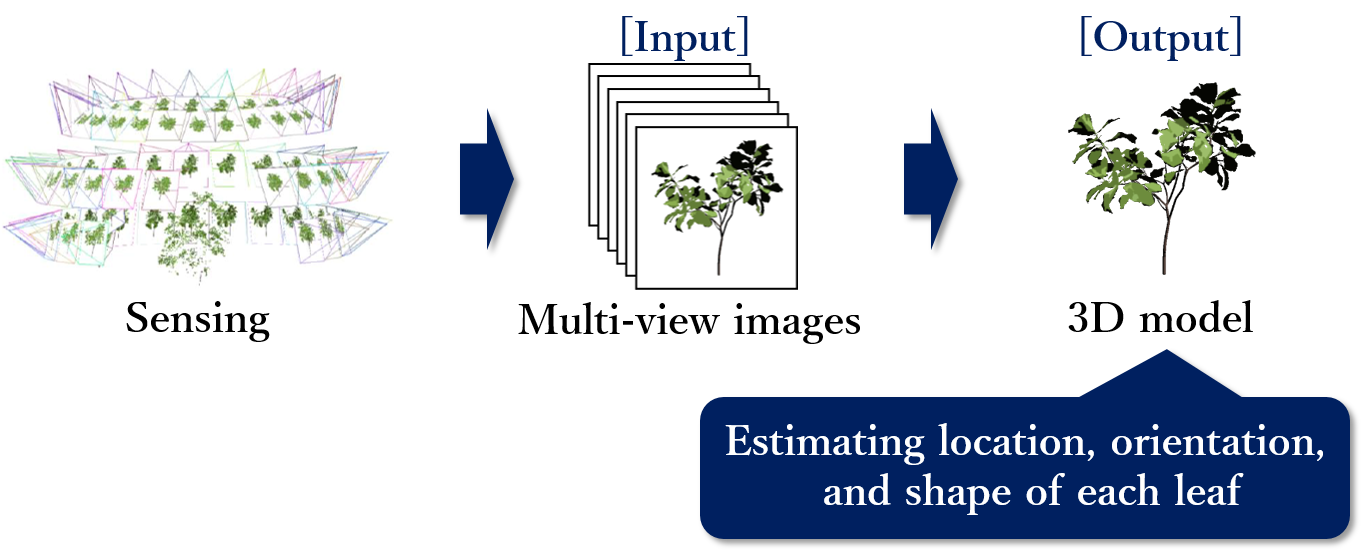 [Input]
[Output]
Sensing
Multi-view images
3D model
Estimating location, orientation,
and shape of each leaf